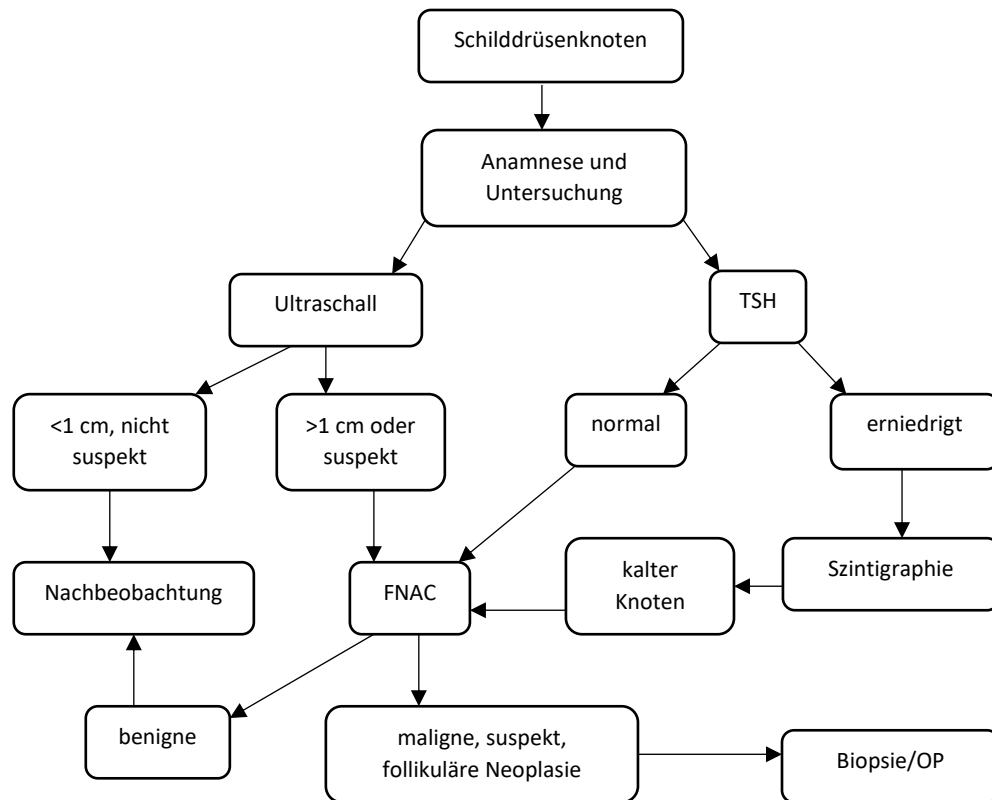 Schilddrüsenknoten
Anamnese und
Untersuchung
Ultraschall
TSH
<1 cm, nicht
suspekt
>1 cm oder
suspekt
normal
erniedrigt
Nachbeobachtung
FNAC
kalter
Knoten
Szintigraphie
benigne
maligne, suspekt,
follikuläre Neoplasie
Biopsie/OP